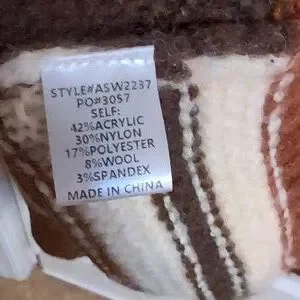 STYLE#ASW2237
PO#3057
SELF:
42%ACRYLIC
30%NYLON
17%POLYESTER
8%WOOL
3%SPANDEX
MADE IN CHINA